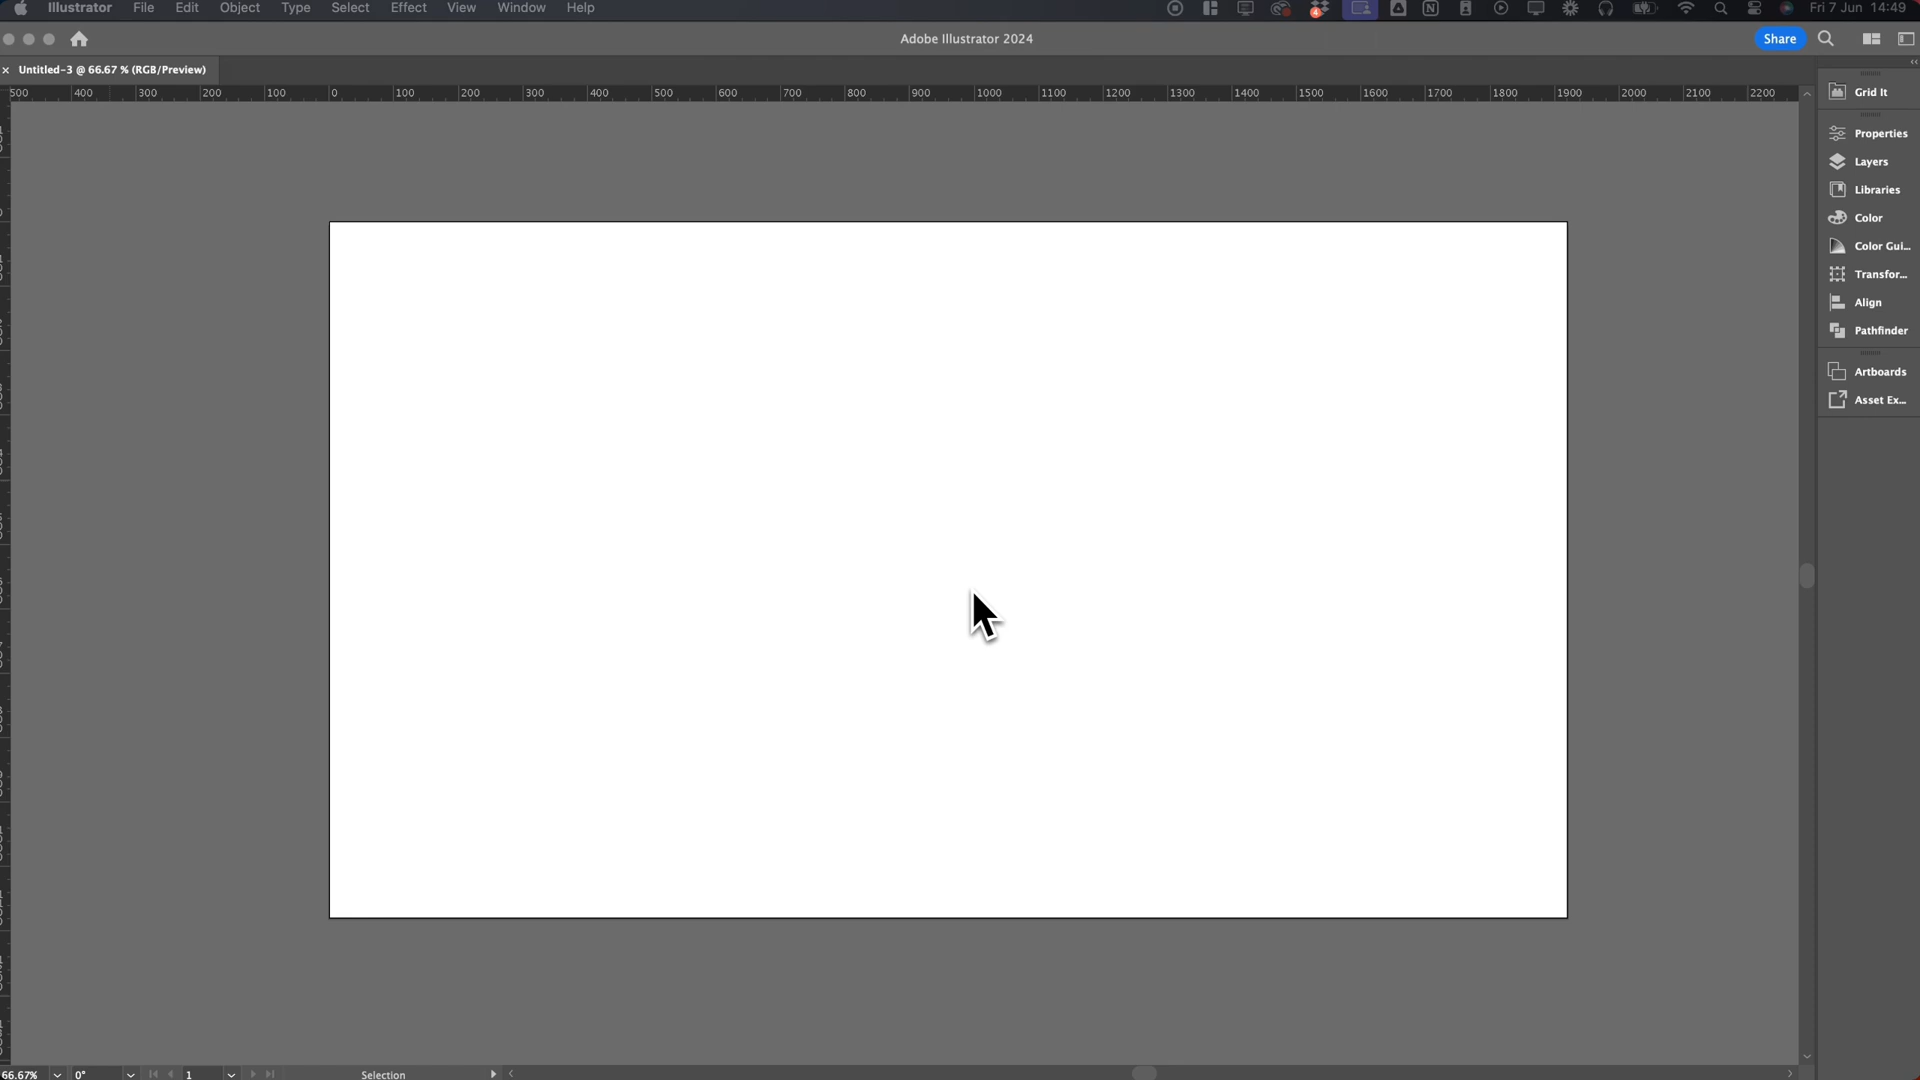 Illustrator File Edit Object Type Select Effect View Window Help 4 Fri 7 Jun 14:49
Adobe Illustrator 2024 Share
× Untitled-3 @ 66.67 % (RGB/Preview)
500 400 300 200 100 0 100 200 300 400 500 600 700 800 900 1000 1100 1200 1300 1400 1500 1600 1700 1800 1900 2000 2100 2200
Grid It
Properties
Layers
Libraries
Color
Color Gui...
Transfor...
Align
Pathfinder
Artboards
Asset Ex...
66.67% 0° 1 Selection